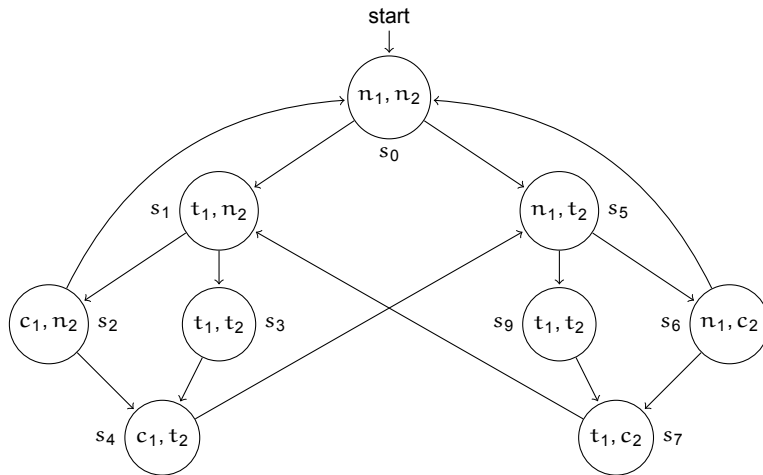 start
n₁, n₂
s₀
s₁ t₁, n₂ n₁, t₂ s₅
c₁, n₂ s₂ t₁, t₂ s₃ s₉ t₁, t₂ s₆ n₁, c₂
s₄ c₁, t₂ t₁, c₂ s₇